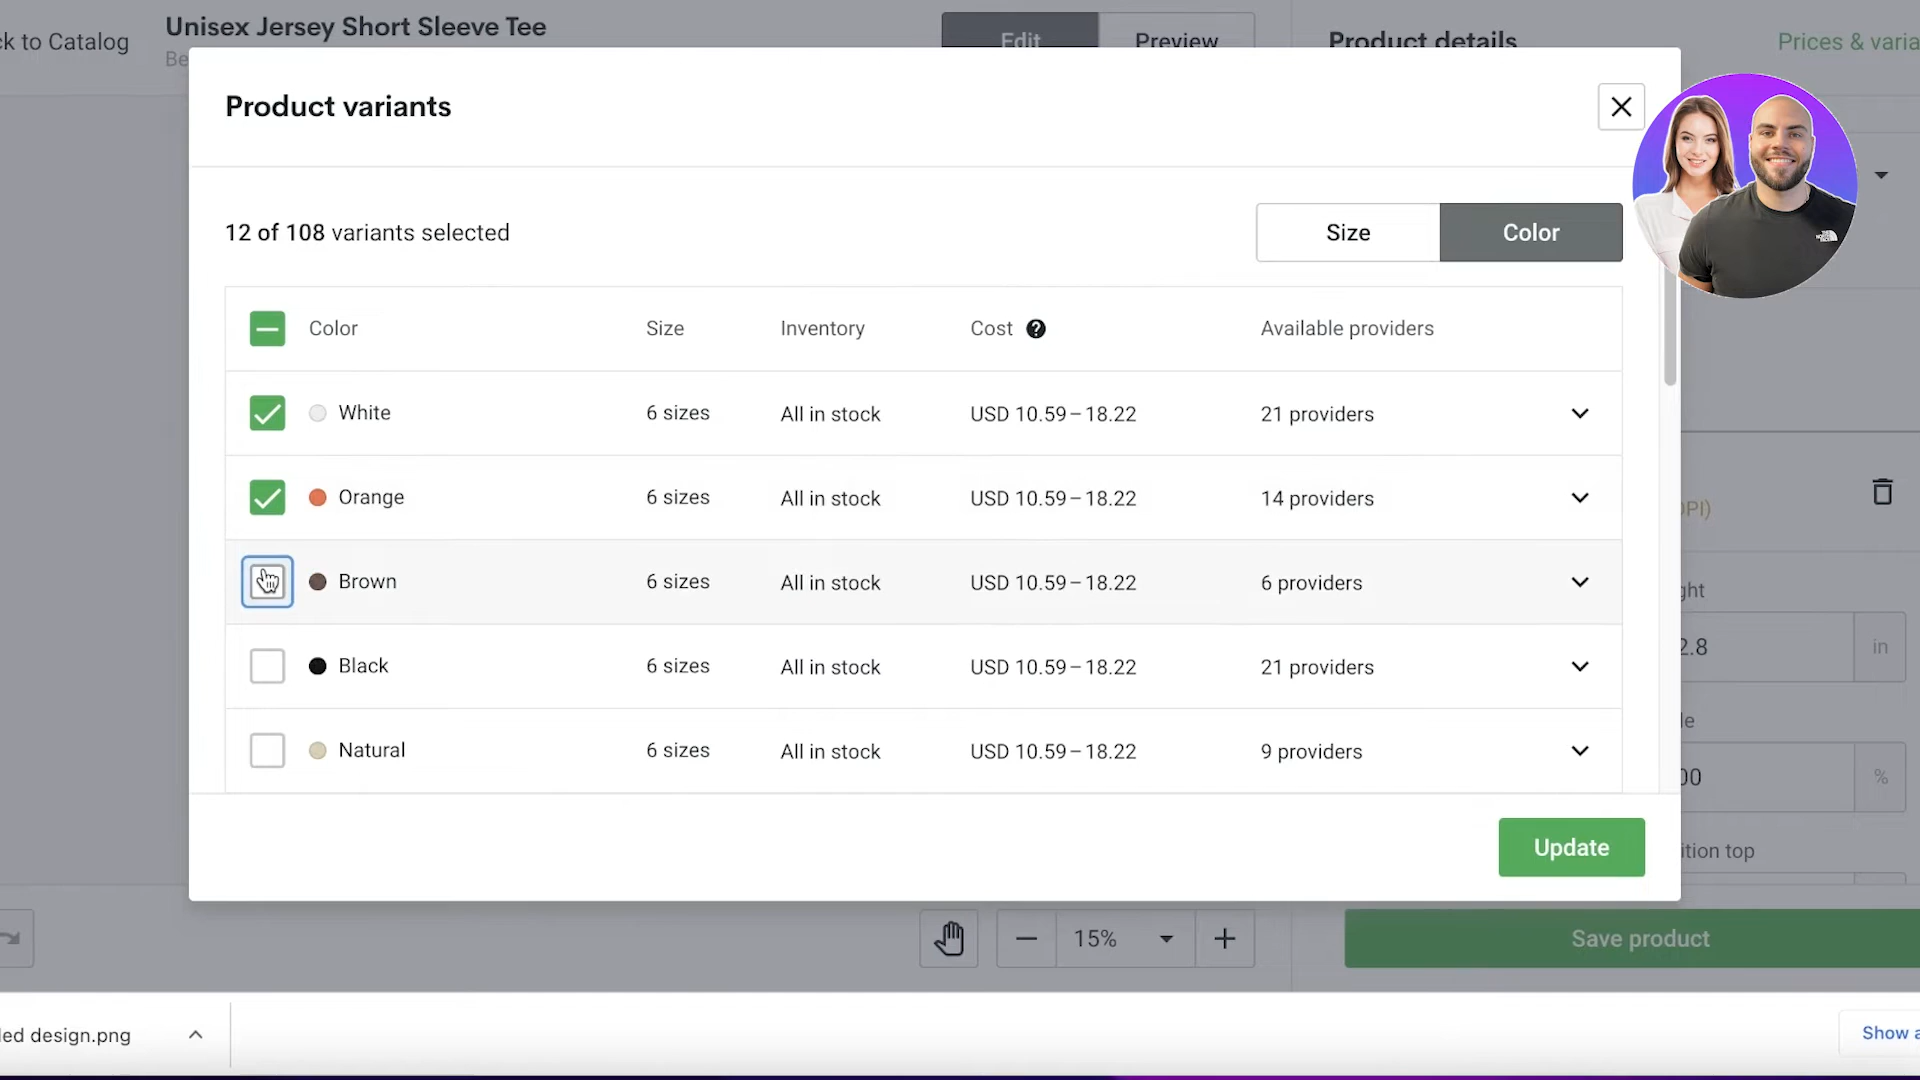 ck to Catalog
Unisex Jersey Short Sleeve Tee
Be
Edit
Preview
Product details
Prices & varia
Product variants
12 of 108 variants selected
Size
Color
Color
Size
Inventory
Cost ?
Available providers
White
6 sizes
All in stock
USD 10.59–18.22
21 providers
Orange
6 sizes
All in stock
USD 10.59–18.22
14 providers
Brown
6 sizes
All in stock
USD 10.59–18.22
6 providers
Black
6 sizes
All in stock
USD 10.59–18.22
21 providers
Natural
6 sizes
All in stock
USD 10.59–18.22
9 providers
Update
DPI)
ght
2.8
in
le
00
%
ition top
15%
Save product
led design.png
Show a